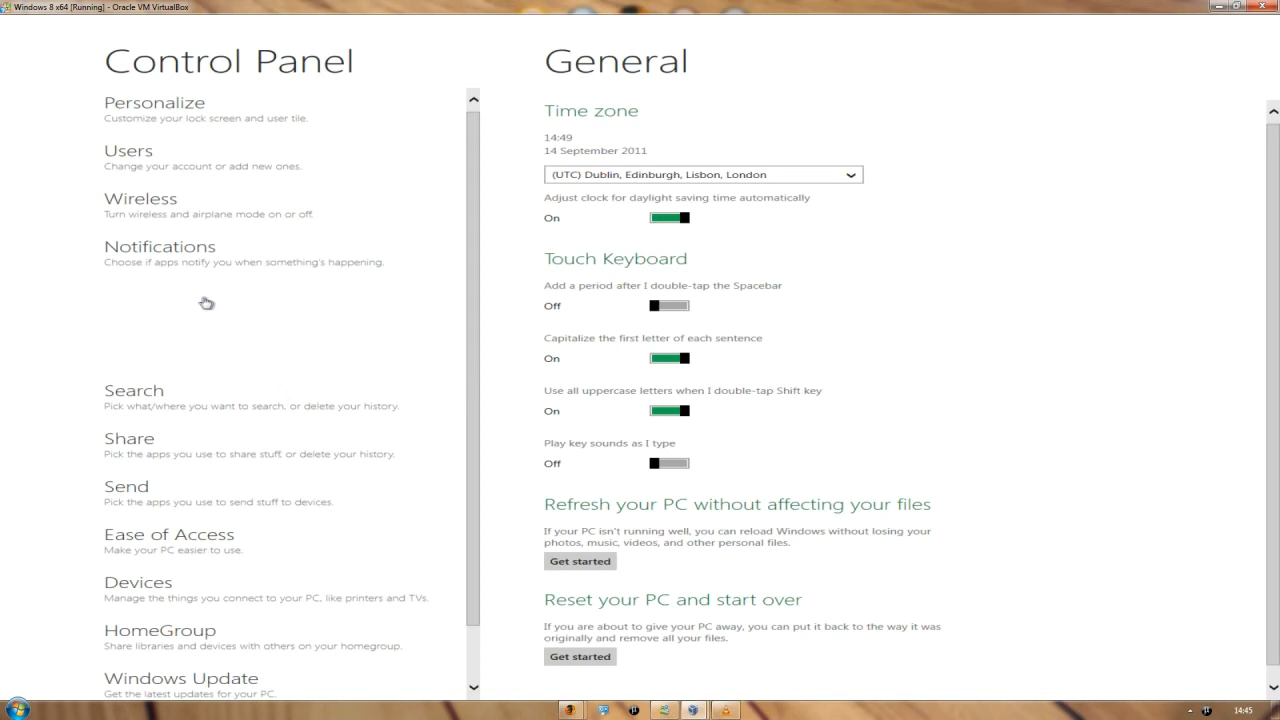 Windows 8 x64 [Running] - Oracle VM VirtualBox
Control Panel
Personalize
Customize your lock screen and user tile.
Users
Change your account or add new ones.
Wireless
Turn wireless and airplane mode on or off.
Notifications
Choose if apps notify you when something's happening.
Search
Pick what/where you want to search, or delete your history.
Share
Pick the apps you use to share stuff, or delete your history.
Send
Pick the apps you use to send stuff to devices.
Ease of Access
Make your PC easier to use.
Devices
Manage the things you connect to your PC, like printers and TVs.
HomeGroup
Share libraries and devices with others on your homegroup.
Windows Update
Get the latest updates for your PC.
General
Time zone
14:49
14 September 2011
(UTC) Dublin, Edinburgh, Lisbon, London
Adjust clock for daylight saving time automatically
On
Touch Keyboard
Add a period after I double-tap the Spacebar
Off
Capitalize the first letter of each sentence
On
Use all uppercase letters when I double-tap Shift key
On
Play key sounds as I type
Off
Refresh your PC without affecting your files
If your PC isn't running well, you can reload Windows without losing your
photos, music, videos, and other personal files.
Get started
Reset your PC and start over
If you are about to give your PC away, you can put it back to the way it was
originally and remove all your files.
Get started
14:45